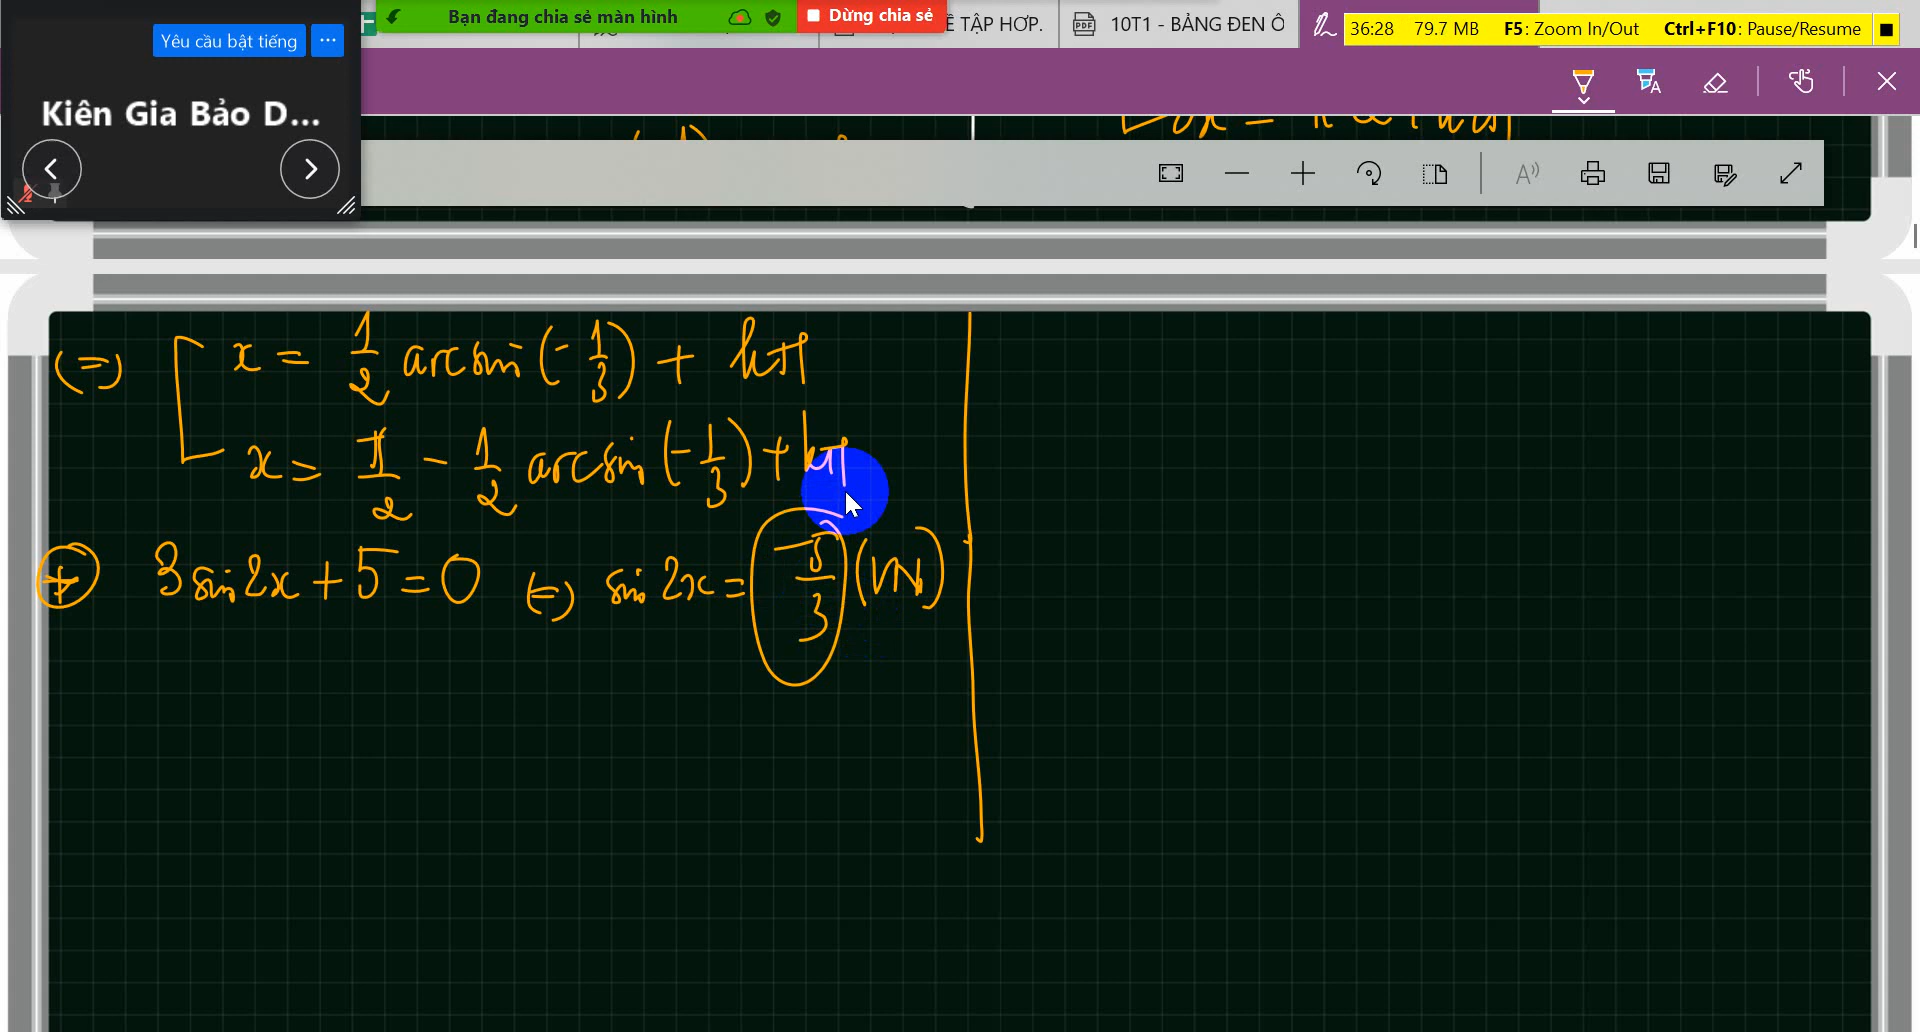 Bạn đang chia sẻ màn hình
Dừng chia sẻ
Ề TẬP HƠP.
10T1 - BẢNG ĐEN Ô
36:28 79.7 MB F5: Zoom In/Out Ctrl+F10: Pause/Resume
Yêu cầu bật tiếng ...
Kiên Gia Bảo D...
(=) [ x = 1/2 arcsin (-1/3) + kπ
x = π/2 - 1/2 arcsin (-1/3) + kπ
+ 3 sin 2x + 5 = 0 (=) sin 2x = -5/3 (VN)